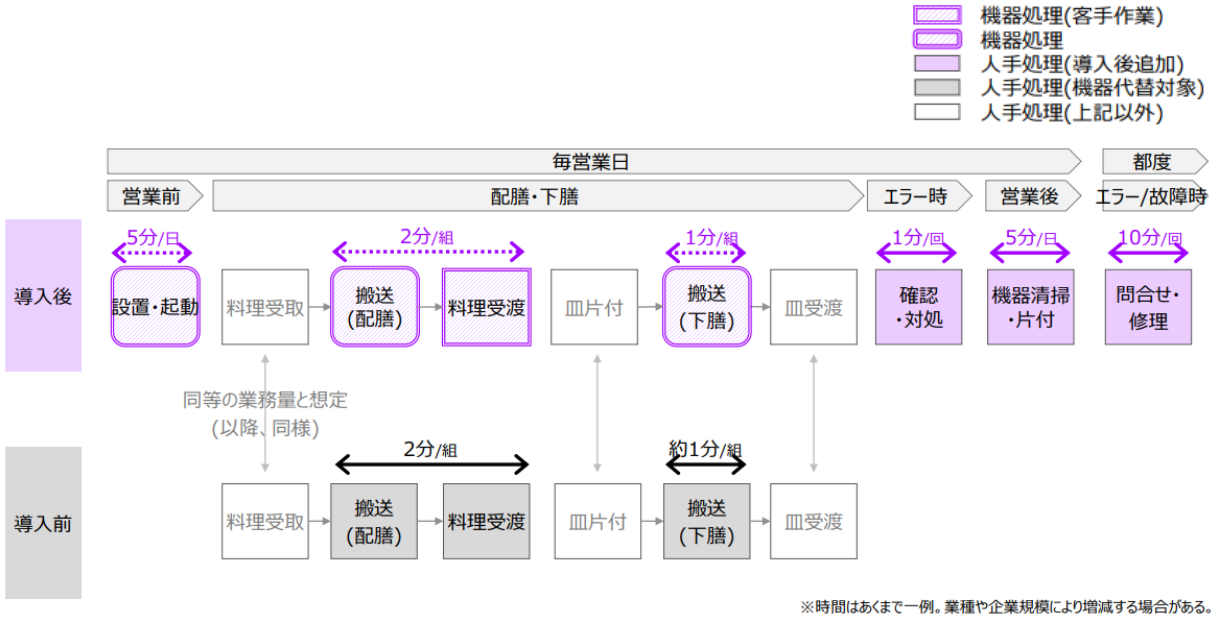 機器処理(客手作業)
機器処理
人手処理(導入後追加)
人手処理(機器代替対象)
人手処理(上記以外)
毎営業日
都度
営業前
配膳・下膳
エラー時
営業後
エラー/故障時
導入後
5分/日
2分/組
1分/組
1分/回
5分/日
10分/回
設置・起動
料理受取
搬送
(配膳)
料理受渡
皿片付
搬送
(下膳)
皿受渡
確認
・対処
機器清掃
・片付
問合せ・
修理
同等の業務量と想定
(以降、同様)
導入前
2分/組
約1分/組
料理受取
搬送
(配膳)
料理受渡
皿片付
搬送
(下膳)
皿受渡
※時間はあくまで一例。業種や企業規模により増減する場合がある。